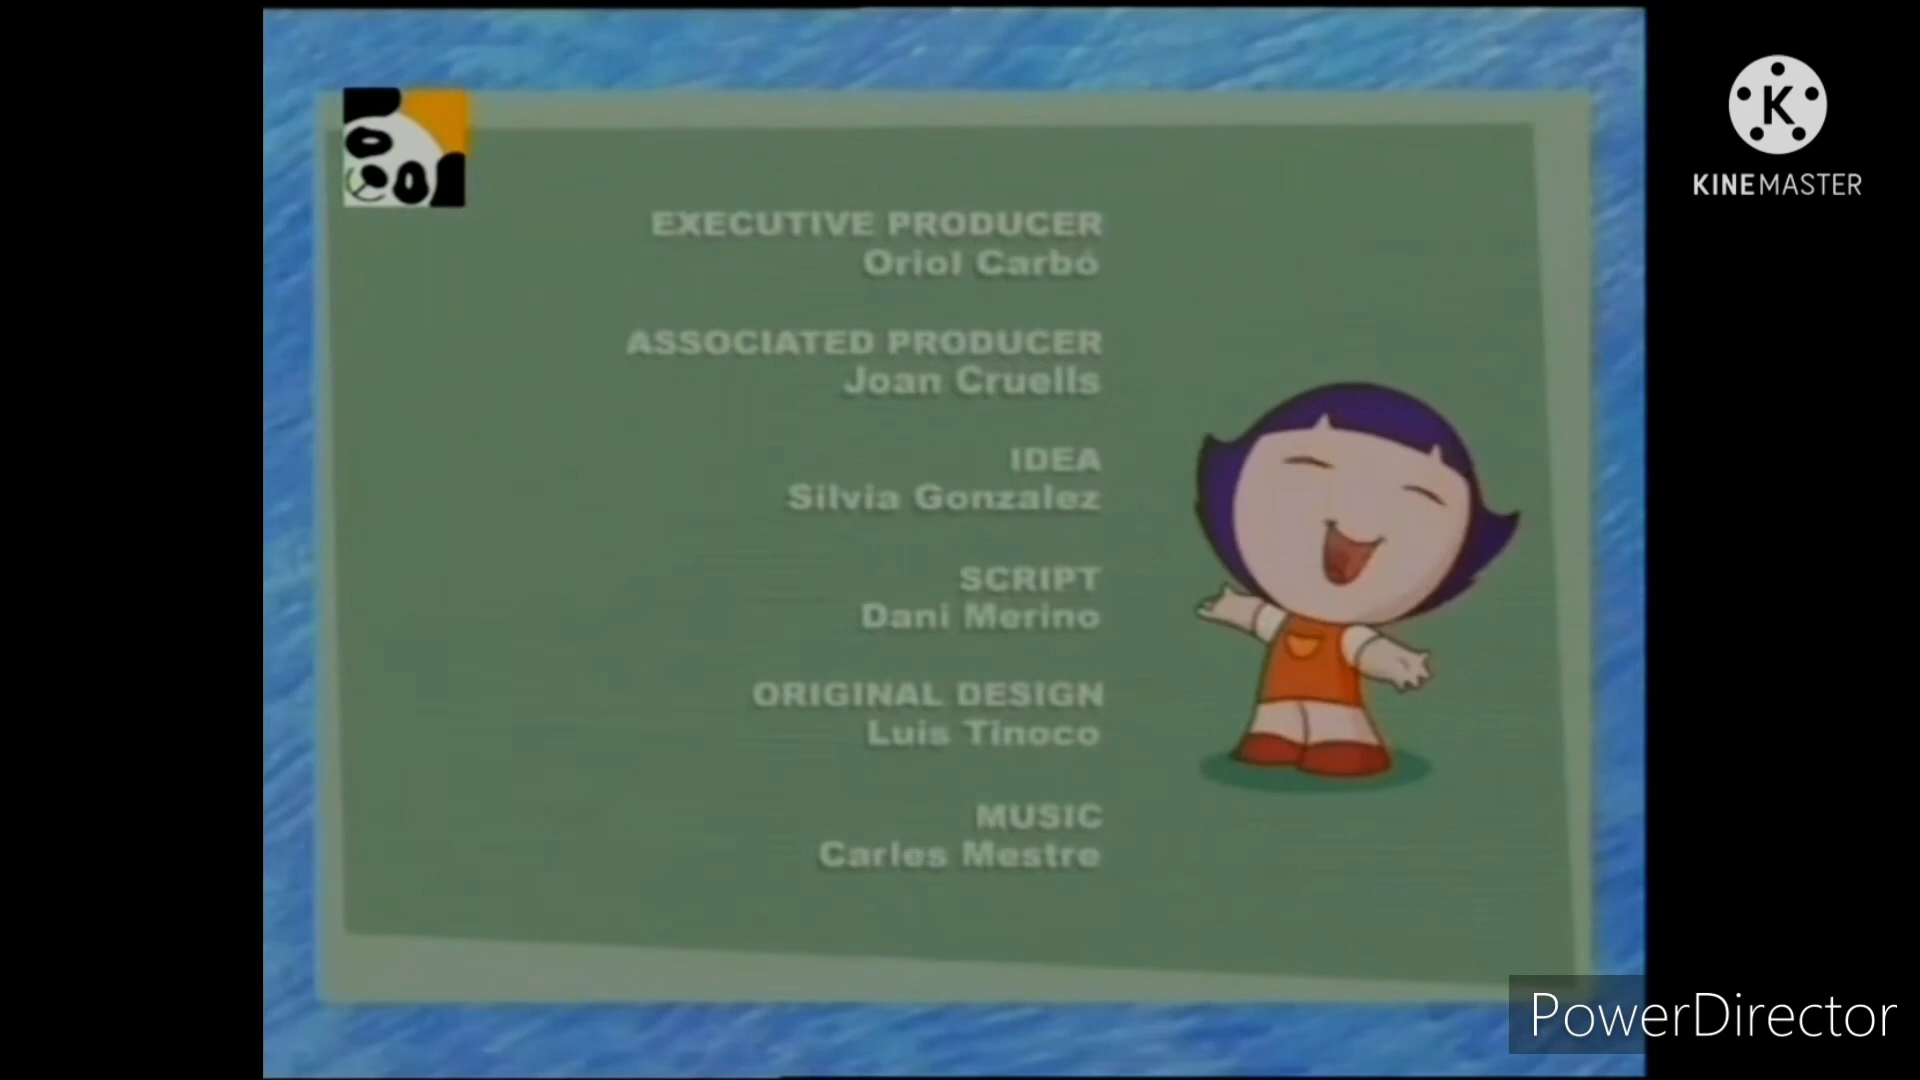 EXECUTIVE PRODUCER
Oriol Carbó
ASSOCIATED PRODUCER
Joan Cruells
IDEA
Sílvia Gonzalez
SCRIPT
Dani Merino
ORIGINAL DESIGN
Luis Tinoco
MUSIC
Carles Mestre
K
KINEMASTER
PowerDirector